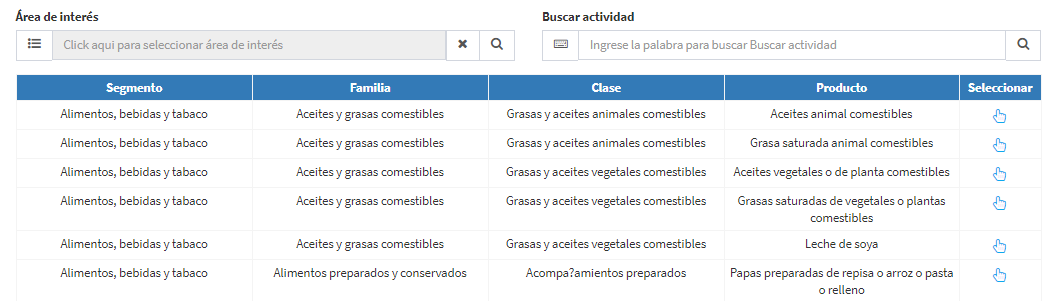 Área de interés
Buscar actividad
Click aqui para seleccionar área de interés
Ingrese la palabra para buscar Buscar actividad
Segmento Familia Clase Producto Seleccionar
Alimentos, bebidas y tabaco Aceites y grasas comestibles Grasas y aceites animales comestibles Aceites animal comestibles
Alimentos, bebidas y tabaco Aceites y grasas comestibles Grasas y aceites animales comestibles Grasa saturada animal comestibles
Alimentos, bebidas y tabaco Aceites y grasas comestibles Grasas y aceites vegetales comestibles Aceites vegetales o de planta comestibles
Alimentos, bebidas y tabaco Aceites y grasas comestibles Grasas y aceites vegetales comestibles Grasas saturadas de vegetales o plantas
comestibles
Alimentos, bebidas y tabaco Aceites y grasas comestibles Grasas y aceites vegetales comestibles Leche de soya
Alimentos, bebidas y tabaco Alimentos preparados y conservados Acompa?amientos preparados Papas preparadas de repisa o arroz o pasta
o relleno